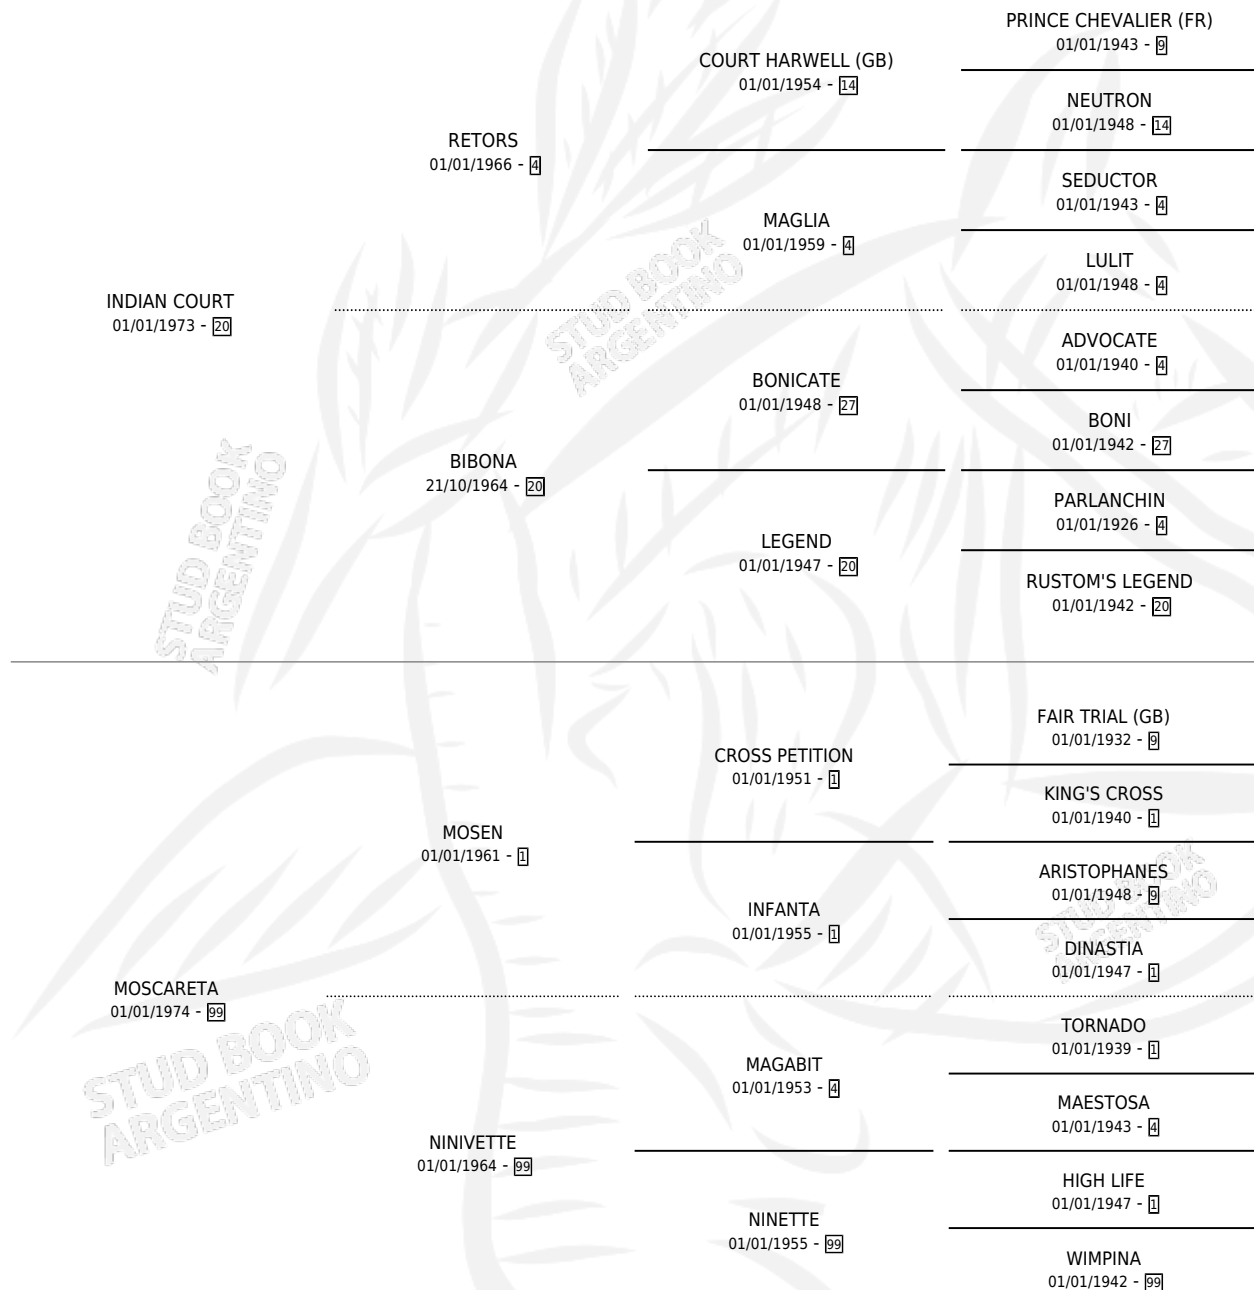 PRINCE CHEVALIER (FR)
01/01/1943 - 9
COURT HARWELL (GB)
01/01/1954 - 14
NEUTRON
01/01/1948 - 14
RETORS
01/01/1966 - 4
SEDUCTOR
01/01/1943 - 4
MAGLIA
01/01/1959 - 4
LULIT
01/01/1948 - 4
INDIAN COURT
01/01/1973 - 20
ADVOCATE
01/01/1940 - 4
BONICATE
01/01/1948 - 27
BONI
01/01/1942 - 27
BIBONA
21/10/1964 - 20
PARLANCHIN
01/01/1926 - 4
LEGEND
01/01/1947 - 20
RUSTOM'S LEGEND
01/01/1942 - 20
STUD BOOK
ARGENTINO
STUD BOOK
ARGENTINO
FAIR TRIAL (GB)
01/01/1932 - 9
CROSS PETITION
01/01/1951 - 1
KING'S CROSS
01/01/1940 - 1
MOSEN
01/01/1961 - 1
ARISTOPHANES
01/01/1948 - 9
INFANTA
01/01/1955 - 1
DINASTIA
01/01/1947 - 1
MOSCARETA
01/01/1974 - 99
TORNADO
01/01/1939 - 1
MAGABIT
01/01/1953 - 4
MAESTOSA
01/01/1943 - 4
NINIVETTE
01/01/1964 - 99
HIGH LIFE
01/01/1947 - 1
NINETTE
01/01/1955 - 99
WIMPINA
01/01/1942 - 99
STUD BOOK
ARGENTINO
STUD BOOK
ARGENTINO